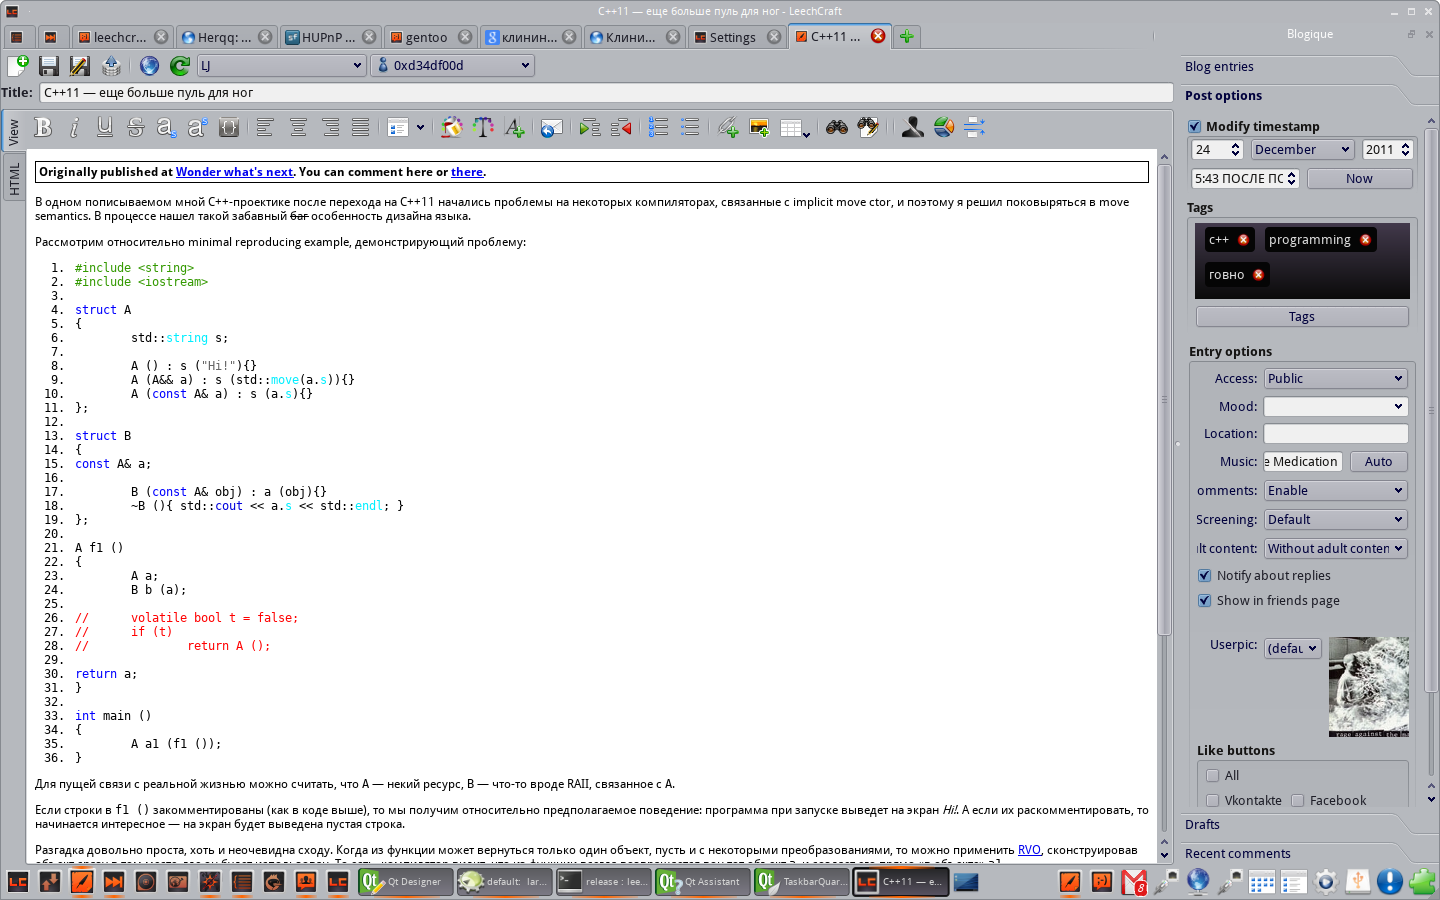 C++11 — еще больше пуль для ног - LeechCraft
leechcr...
Herqq: ...
HUPnP ...
gentoo
клинин...
Клини...
Settings
C++11 ...
Blogique
LJ
0xd34df00d
Blog entries
Title:
C++11 — еще больше пуль для ног
Post options
View
HTML
Modify timestamp
24
December
2011
5:43 ПОСЛЕ ПС
Now
Originally published at Wonder what's next. You can comment here or there.
В одном пописываемом мной C++-проектике после перехода на C++11 начались проблемы на некоторых компиляторах, связанные с implicit move ctor, и поэтому я решил поковыряться в move
semantics. В процессе нашел такой забавный баг особенность дизайна языка.
Рассмотрим относительно minimal reproducing example, демонстрирующий проблему:
1. #include <string>
2. #include <iostream>
3.
4. struct A
5. {
6. std::string s;
7.
8. A () : s ("Hi!"){}
9. A (A&& a) : s (std::move(a.s)){}
10. A (const A& a) : s (a.s){}
11. };
12.
13. struct B
14. {
15. const A& a;
16.
17. B (const A& obj) : a (obj){}
18. ~B (){ std::cout << a.s << std::endl; }
19. };
20.
21. A f1 ()
22. {
23. A a;
24. B b (a);
25.
26. // volatile bool t = false;
27. // if (t)
28. // return A ();
29.
30. return a;
31. }
32.
33. int main ()
34. {
35. A a1 (f1 ());
36. }
Для пущей связи с реальной жизнью можно считать, что A — некий ресурс, B — что-то вроде RAII, связанное с A.
Если строки в f1 () закомментированы (как в коде выше), то мы получим относительно предполагаемое поведение: программа при запуске выведет на экран Hi!. А если их раскомментировать, то
начинается интересное — на экран будет выведена пустая строка.
Разгадка довольно проста, хоть и неочевидна сходу. Когда из функции может вернуться только один объект, пусть и с некоторыми преобразованиями, то можно применить RVO, сконструировав
Tags
c++
programming
говно
Tags
Entry options
Access:
Public
Mood:
Location:
Music:
e Medication
Auto
omments:
Enable
Screening:
Default
lt content:
Without adult conten
Notify about replies
Show in friends page
Userpic:
(defau
rage against the ma
Like buttons
All
Vkontakte
Facebook
Drafts
Recent comments
Qt Designer
default: lar...
release : lee...
Qt Assistant
TaskbarQuar...
C++11 — е...
8